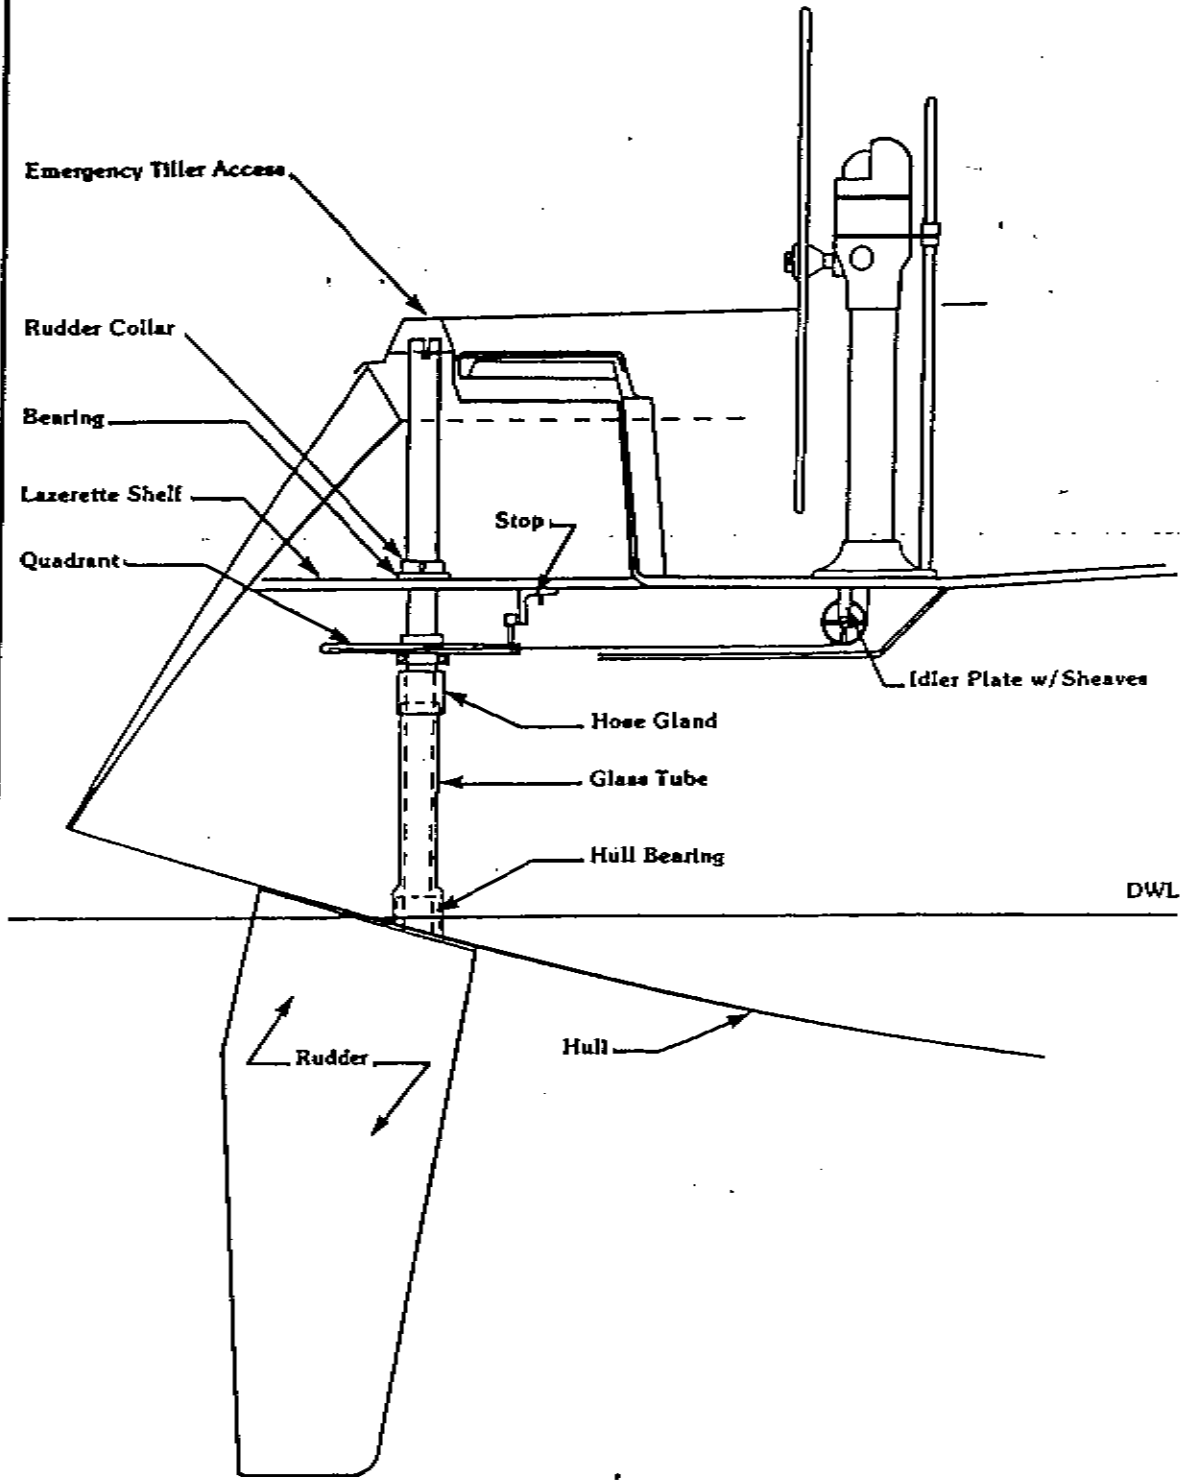 Emergency Tiller Access
Rudder Collar
Bearing
Lazerette Shelf
Stop
Quadrant
Idler Plate w/Sheaves
Hose Gland
Glass Tube
Hull Bearing
DWL
Hull
Rudder